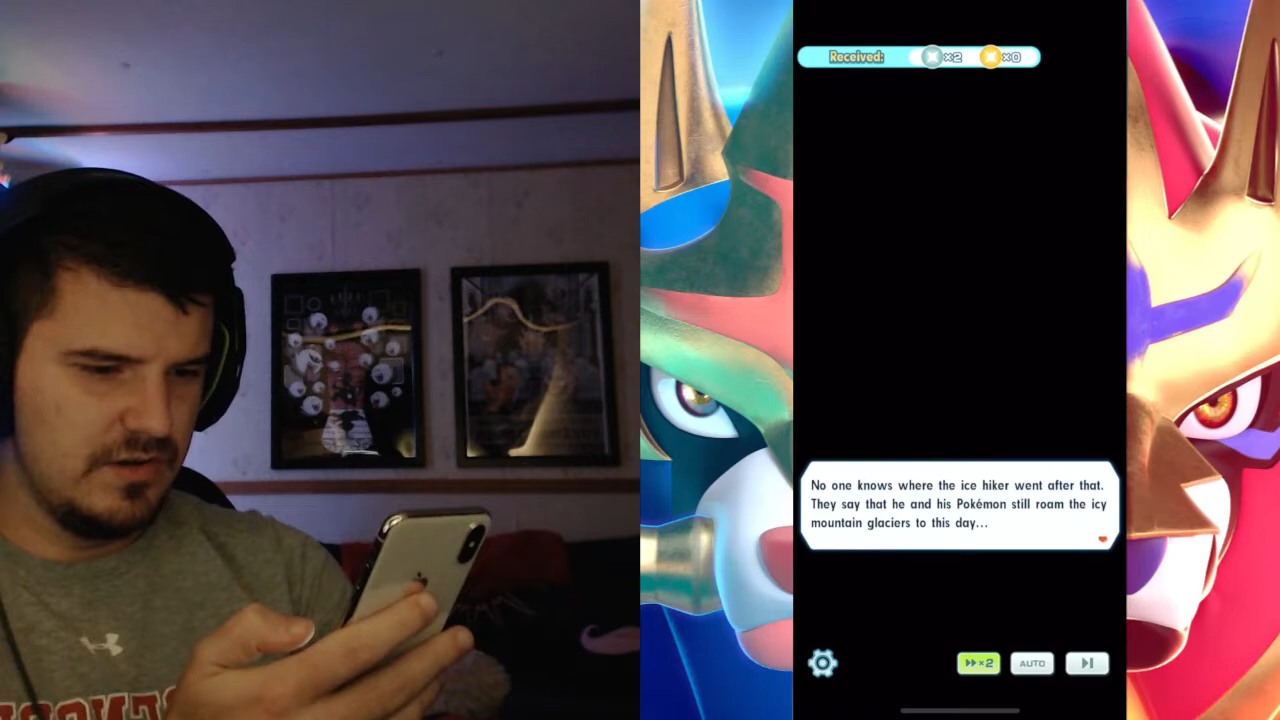 Received: ×2 ×0
No one knows where the ice hiker went after that.
They say that he and his Pokémon still roam the icy
mountain glaciers to this day...
×2 AUTO